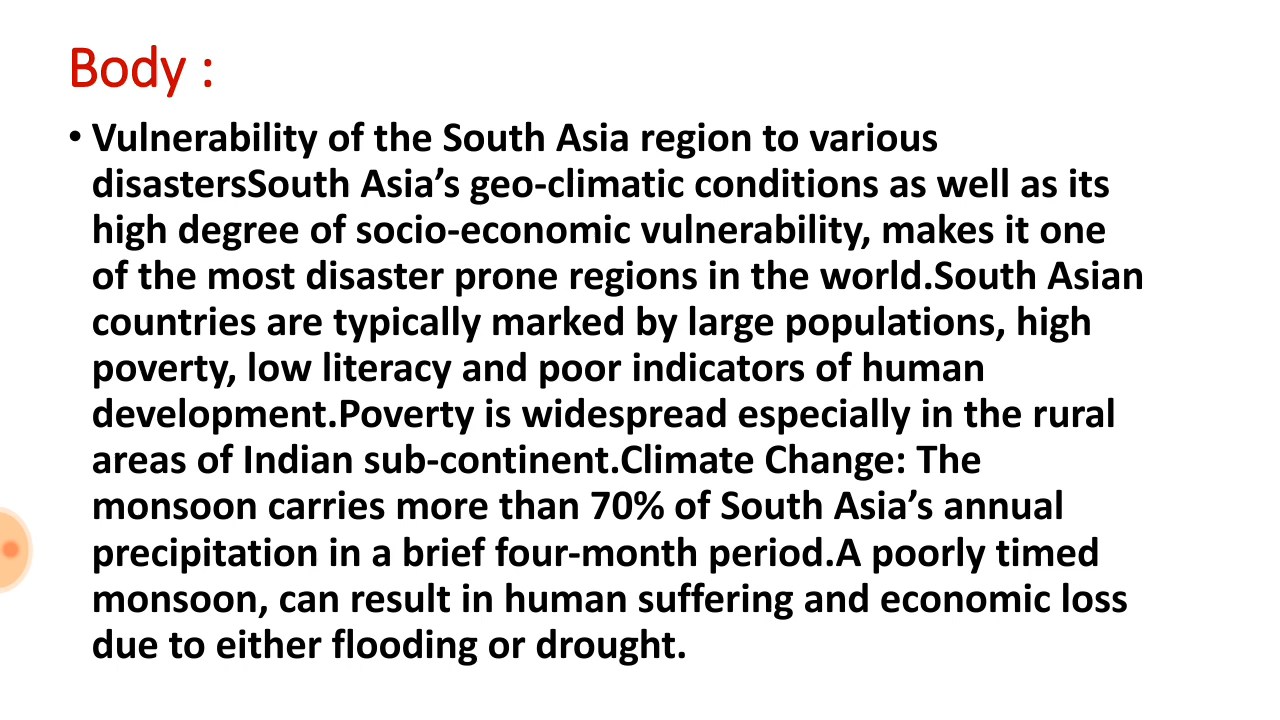 Body :
• Vulnerability of the South Asia region to various
disastersSouth Asia’s geo-climatic conditions as well as its
high degree of socio-economic vulnerability, makes it one
of the most disaster prone regions in the world.South Asian
countries are typically marked by large populations, high
poverty, low literacy and poor indicators of human
development.Poverty is widespread especially in the rural
areas of Indian sub-continent.Climate Change: The
monsoon carries more than 70% of South Asia’s annual
precipitation in a brief four-month period.A poorly timed
monsoon, can result in human suffering and economic loss
due to either flooding or drought.